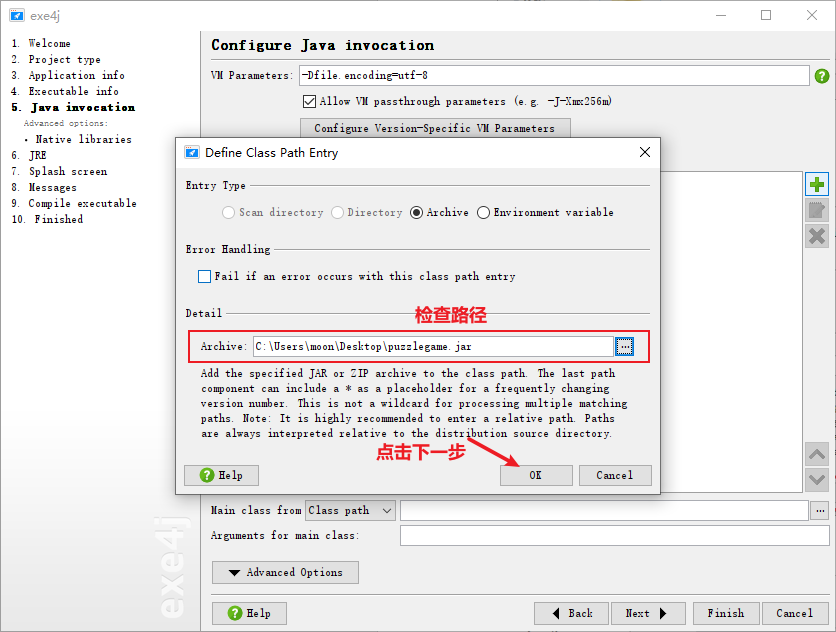 exe4j
1. Welcome
2. Project type
3. Application info
4. Executable info
5. Java invocation
Advanced options:
· Native libraries
6. JRE
7. Splash screen
8. Messages
9. Compile executable
10. Finished
exe4j
Configure Java invocation
VM Parameters: -Dfile.encoding=utf-8
Allow VM passthrough parameters (e.g. -J-Xmx256m)
Configure Version-Specific VM Parameters
Define Class Path Entry
Entry Type
Scan directory Directory Archive Environment variable
Error Handling
Fail if an error occurs with this class path entry
Detail
检查路径
Archive: C:\Users\moon\Desktop\puzzlegame.jar ...
Add the specified JAR or ZIP archive to the class path. The last path
component can include a * as a placeholder for a frequently changing
version number. This is not a wildcard for processing multiple matching
paths. Note: It is highly recommended to enter a relative path. Paths
are always interpreted relative to the distribution source directory.
点击下一步
Help OK Cancel
Main class from Class path ...
Arguments for main class:
Advanced Options
Help Back Next Finish Cancel